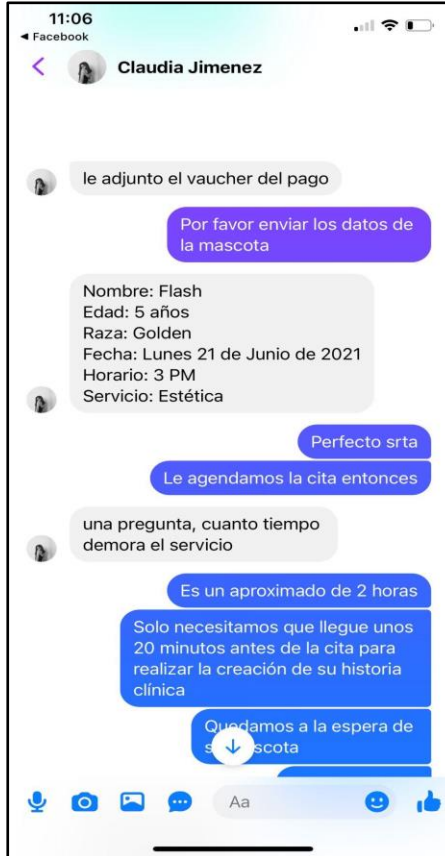 11:06
◄ Facebook
Claudia Jimenez
le adjunto el vaucher del pago
Por favor enviar los datos de
la mascota
Nombre: Flash
Edad: 5 años
Raza: Golden
Fecha: Lunes 21 de Junio de 2021
Horario: 3 PM
Servicio: Estética
Perfecto srta
Le agendamos la cita entonces
una pregunta, cuanto tiempo
demora el servicio
Es un aproximado de 2 horas
Solo necesitamos que llegue unos
20 minutos antes de la cita para
realizar la creación de su historia
clínica
Quedamos a la espera de
Aa